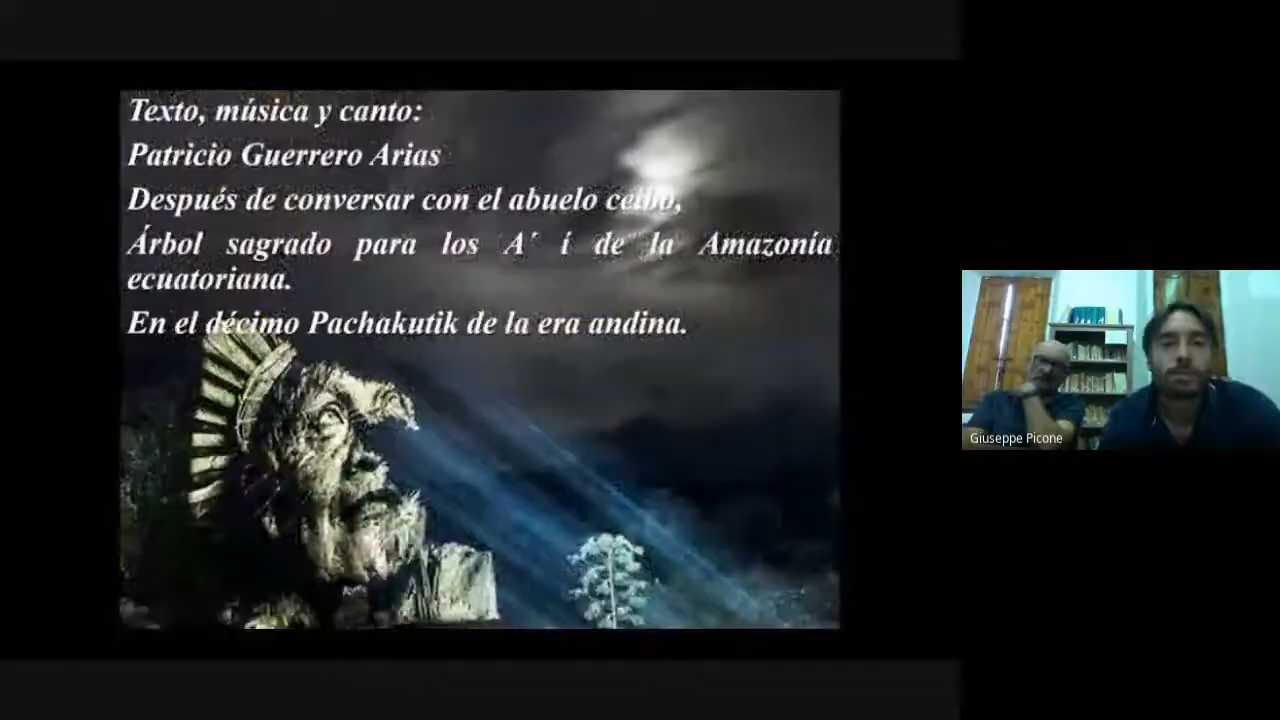 Texto, música y canto:
Patricio Guerrero Arias
Después de conversar con el abuelo ceibo,
Árbol sagrado para los A´ í de la Amazonía
ecuatoriana.
En el décimo Pachakutik de la era andina.
Giuseppe Picone